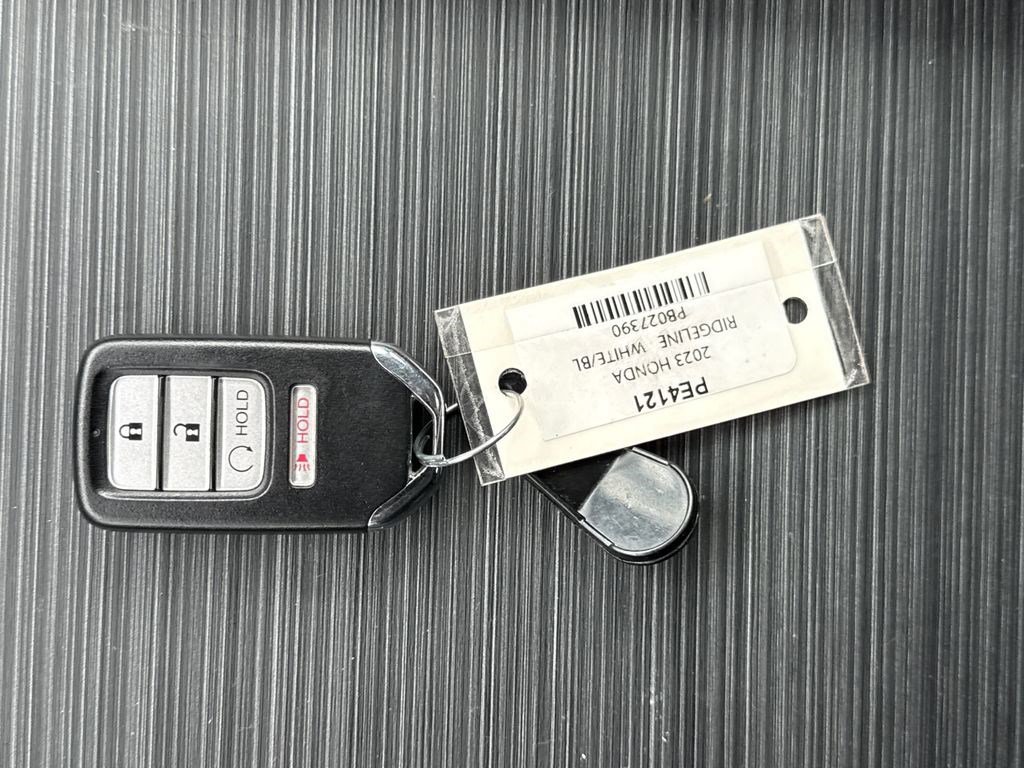 PE4121
2023 HONDA
RIDGELINE WHITE/BL
PB027390
HOLD
HOLD